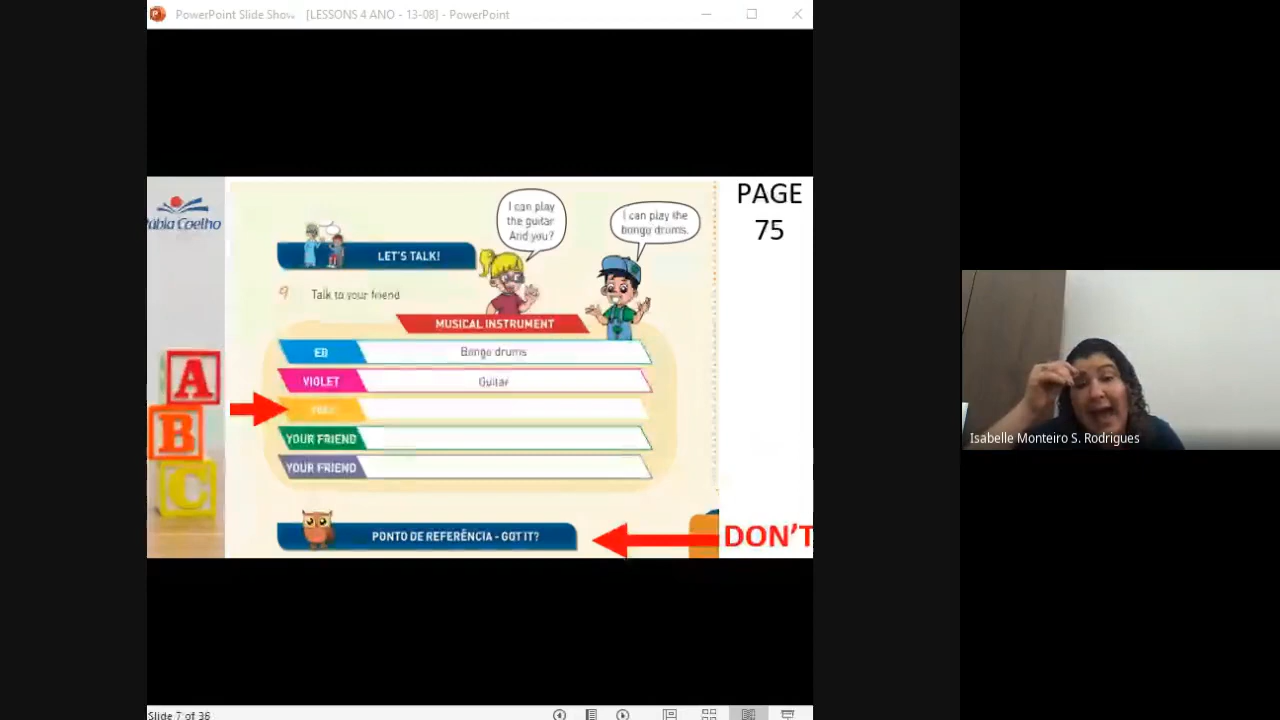 PowerPoint Slide Show - [LESSONS 4 ANO - 13-08] - PowerPoint
PAGE
75
Coelho
I can play
the guitar
And you?
I can play the
bongo drums.
LET'S TALK!
9 Talk to your friend
MUSICAL INSTRUMENT
ED Bongo drums
VIOLET Guitar
YOUR FRIEND
YOUR FRIEND
A
B
C
PONTO DE REFERÊNCIA - GOT IT?
DON'T
Isabelle Monteiro S. Rodrigues
Slide 7 of 36